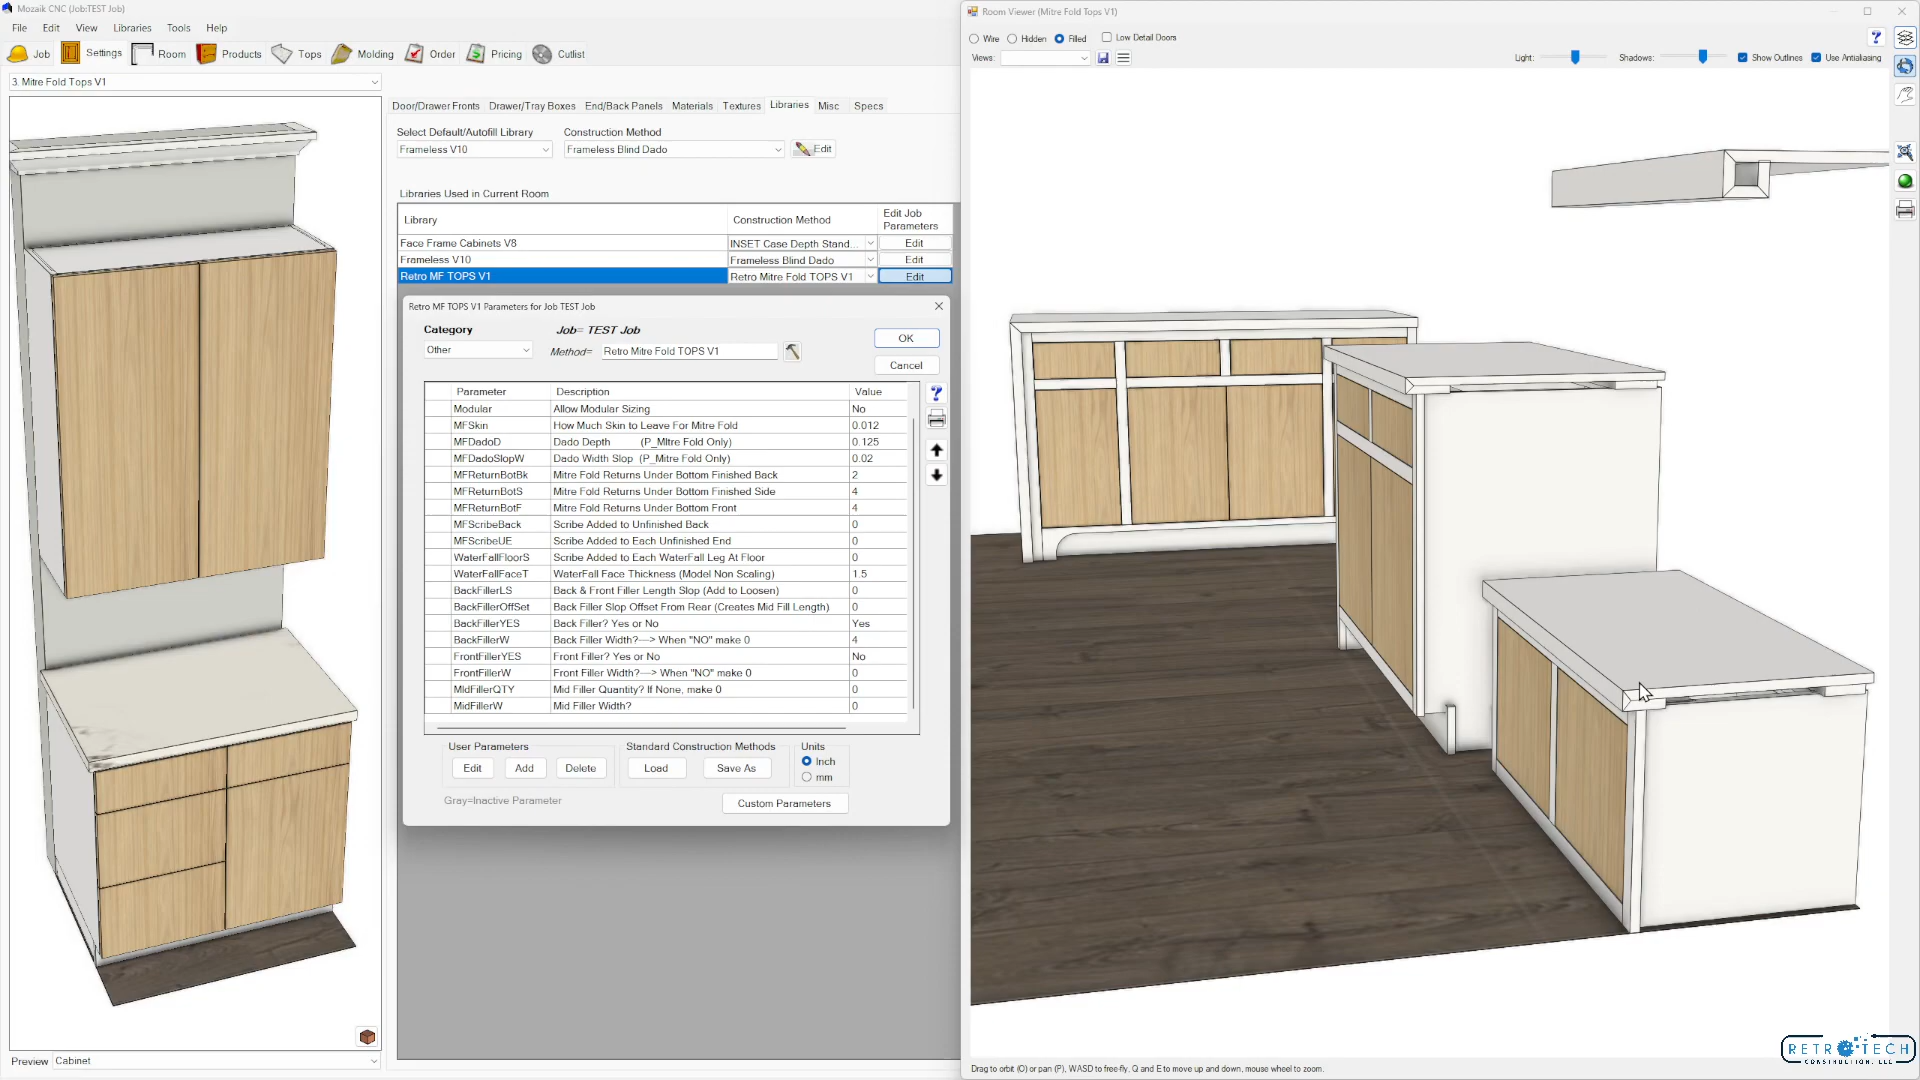 Mozaik CNC (Job:TEST Job)
File Edit View Libraries Tools Help
Job Settings Room Products Tops Molding Order Pricing Cutlist
3. Mitre Fold Tops V1
Preview Cabinet
Door/Drawer Fronts Drawer/Tray Boxes End/Back Panels Materials Textures Libraries Misc Specs
Select Default/Autofill Library Construction Method
Frameless V10 Frameless Blind Dado Edit
Libraries Used in Current Room
Library Construction Method Edit Job Parameters
Face Frame Cabinets V8 INSET Case Depth Stand... Edit
Frameless V10 Frameless Blind Dado Edit
Retro MF TOPS V1 Retro Mitre Fold TOPS V1 Edit
Retro MF TOPS V1 Parameters for Job TEST Job
Category Job= TEST Job OK
Other Method= Retro Mitre Fold TOPS V1 Cancel
Parameter Description Value
Modular Allow Modular Sizing No
MFSkin How Much Skin to Leave For Mitre Fold 0.012
MFDadoD Dado Depth (P_MItre Fold Only) 0.125
MFDadoSlopW Dado Width Slop (P_Mitre Fold Only) 0.02
MFReturnBotBk Mitre Fold Returns Under Bottom Finished Back 2
MFReturnBotS Mitre Fold Returns Under Bottom Finished Side 4
MFReturnBotF Mitre Fold Returns Under Bottom Front 4
MFScribeBack Scribe Added to Unfinished Back 0
MFScribeUE Scribe Added to Each Unfinished End 0
WaterFallFloorS Scribe Added to Each WaterFall Leg At Floor 0
WaterFallFaceT WaterFall Face Thickness (Model Non Scaling) 1.5
BackFillerLS Back & Front Filler Length Slop (Add to Loosen) 0
BackFillerOffSet Back Filler Slop Offset From Rear (Creates Mid Fill Length) 0
BackFillerYES Back Filler? Yes or No Yes
BackFillerW Back Filler Width?---> When "NO" make 0 4
FrontFillerYES Front Filler? Yes or No No
FrontFillerW Front Filler Width?---> When "NO" make 0 0
MIdFillerQTY Mid Filler Quantity? If None, make 0 0
MidFillerW Mid Filler Width? 0
User Parameters Standard Construction Methods Units
Edit Add Delete Load Save As Inch
mm
Gray=Inactive Parameter Custom Parameters
Room Viewer (Mitre Fold Tops V1)
Wire Hidden Filled Low Detail Doors
Views: Light: Shadows: Show Outlines Use Antialiasing
Drag to orbit (O) or pan (P), WASD to free-fly, Q and E to move up and down, mouse wheel to zoom.
RETROTECH
CONSTRUCTION, LLC